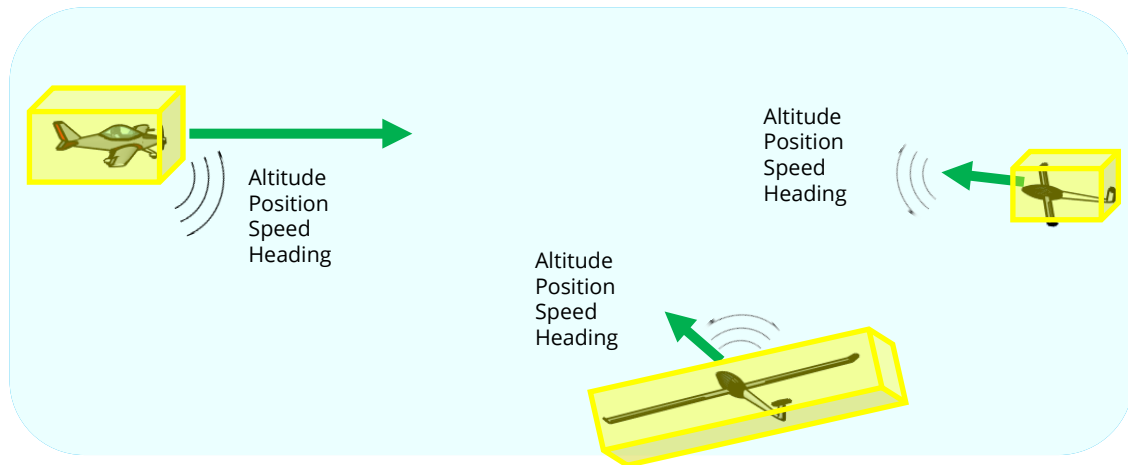 Altitude
Position
Speed
Heading
Altitude
Position
Speed
Heading
Altitude
Position
Speed
Heading